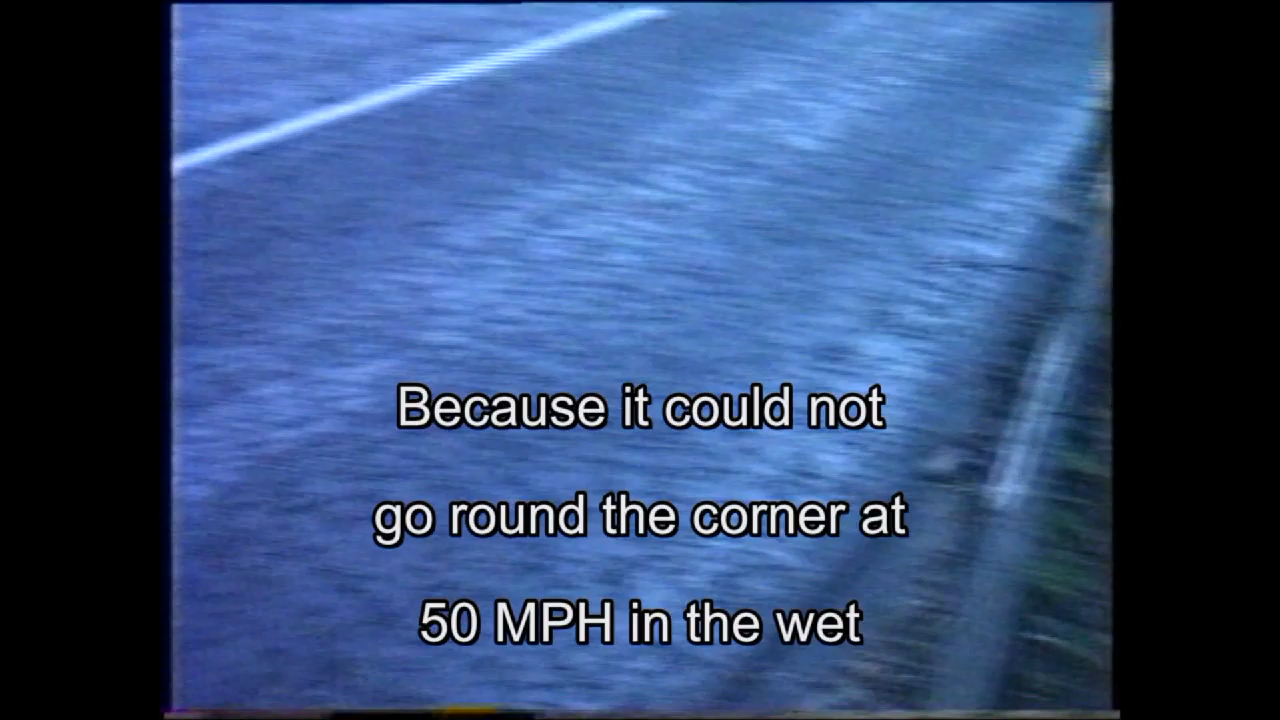 Because it could not
go round the corner at
50 MPH in the wet